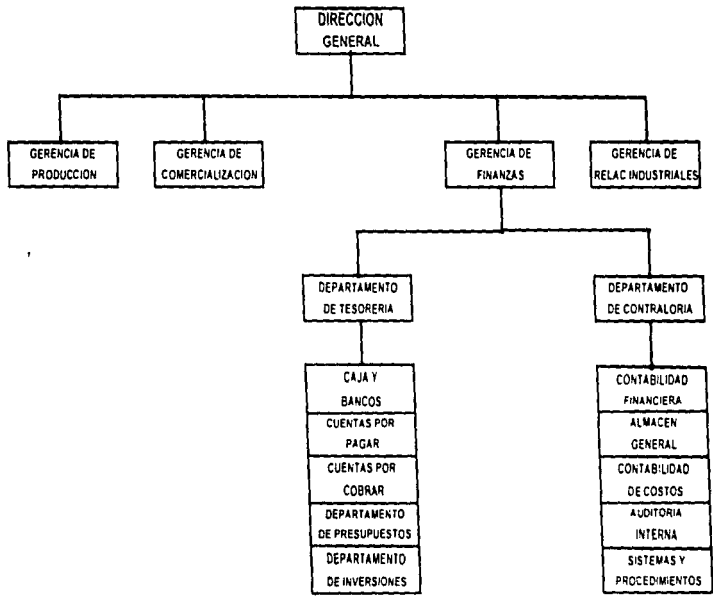 DIRECCION
GENERAL
GERENCIA DE
PRODUCCION
GERENCIA DE
COMERCIALIZACION
GERENCIA DE
FINANZAS
GERENCIA DE
RELAC INDUSTRIALES
DEPARTAMENTO
DE TESORERIA
DEPARTAMENTO
DE CONTRALORIA
CAJA Y
BANCOS
CUENTAS POR
PAGAR
CUENTAS POR
COBRAR
DEPARTAMENTO
DE PRESUPUESTOS
DEPARTAMENTO
DE INVERSIONES
CONTABILIDAD
FINANCIERA
ALMACEN
GENERAL
CONTABILIDAD
DE COSTOS
AUDITORIA
INTERNA
SISTEMAS Y
PROCEDIMIENTOS